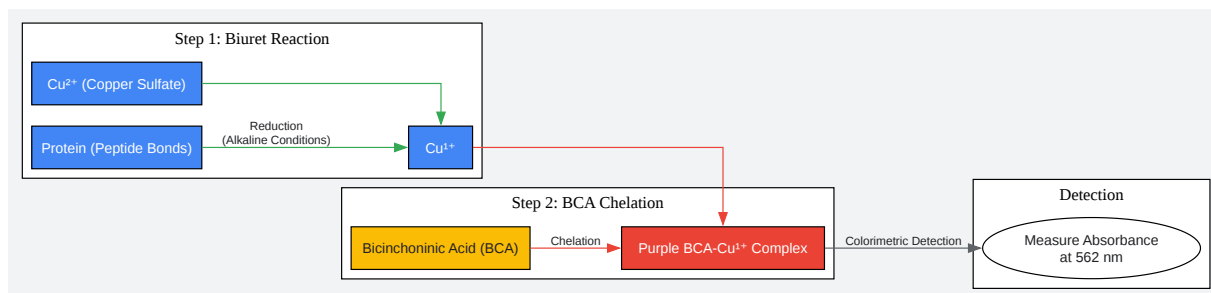 Step 1: Biuret Reaction
Cu²⁺ (Copper Sulfate)
Protein (Peptide Bonds)
Reduction
(Alkaline Conditions)
Cu¹⁺
Step 2: BCA Chelation
Bicinchoninic Acid (BCA)
Chelation
Purple BCA-Cu¹⁺ Complex
Colorimetric Detection
Detection
Measure Absorbance
at 562 nm